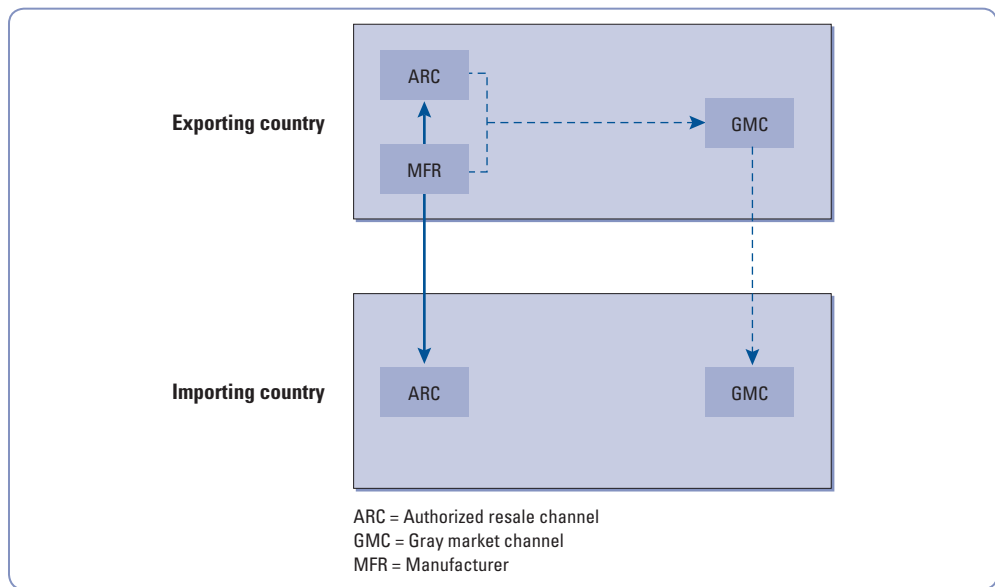 ARC
Exporting country
GMC
MFR
Importing country
ARC
GMC
ARC = Authorized resale channel
GMC = Gray market channel
MFR = Manufacturer